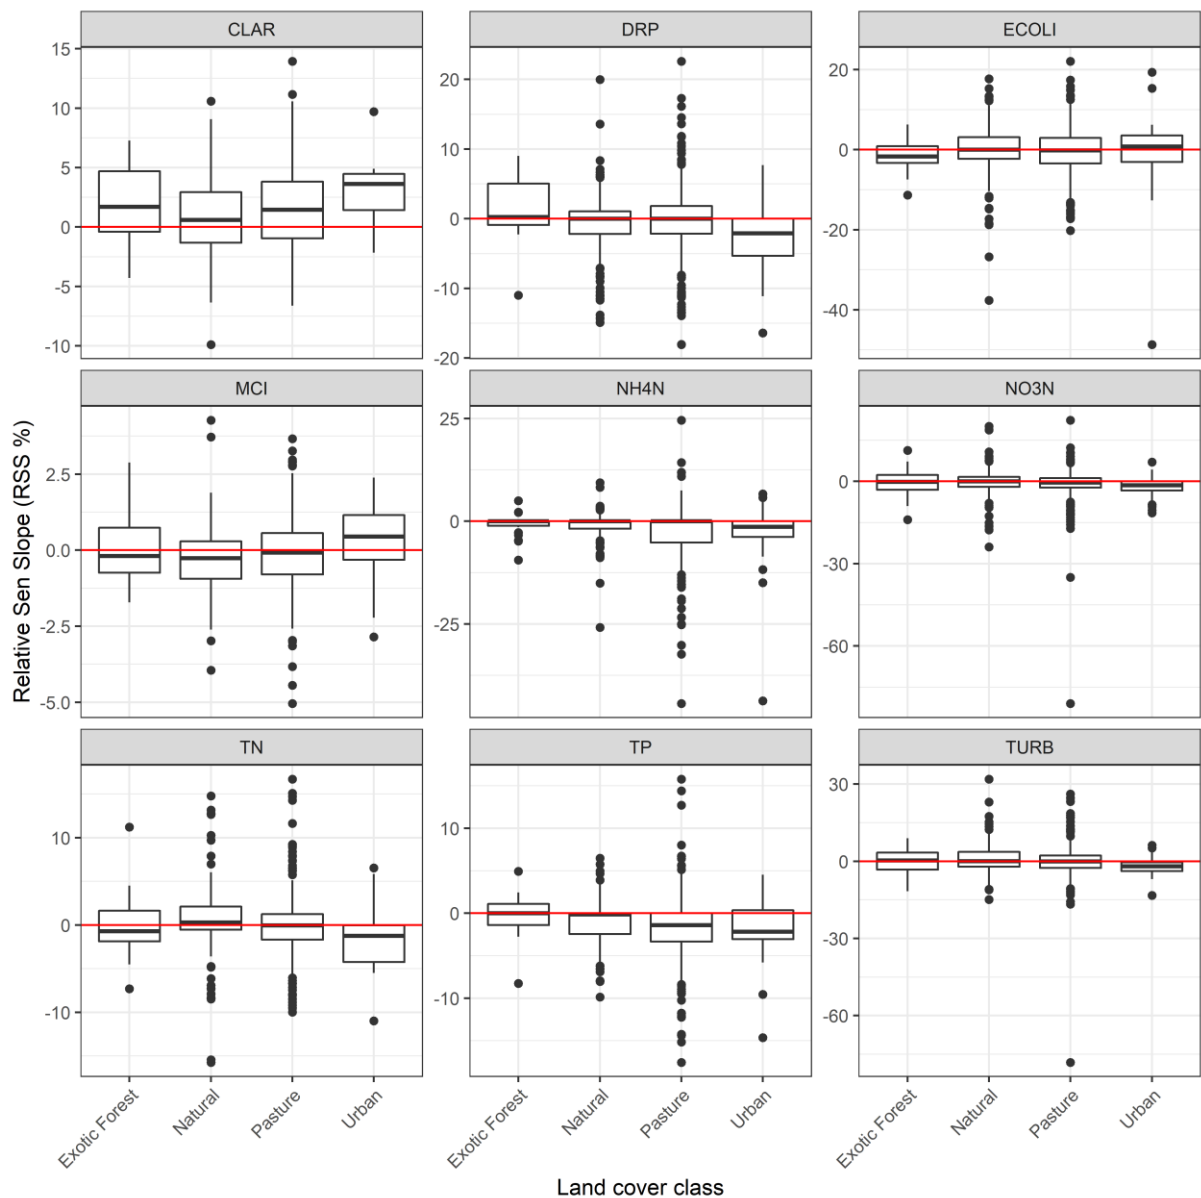 CLAR
DRP
ECOLI
15
10
5
0
-5
-10
20
10
0
-10
-20
20
0
-20
-40
MCI
NH4N
NO3N
2.5
0.0
-2.5
-5.0
25
0
-25
0
-30
-60
TN
TP
TURB
10
0
-10
10
0
-10
30
0
-30
-60
Relative Sen Slope (RSS %)
Exotic Forest
Natural
Pasture
Urban
Exotic Forest
Natural
Pasture
Urban
Exotic Forest
Natural
Pasture
Urban
Land cover class